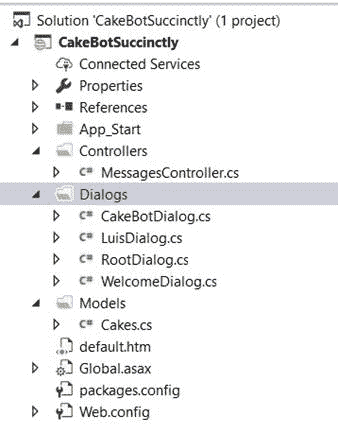 Solution 'CakeBotSuccinctly' (1 project)
CakeBotSuccinctly
Connected Services
Properties
References
App_Start
Controllers
C# MessagesController.cs
Dialogs
C# CakeBotDialog.cs
C# LuisDialog.cs
C# RootDialog.cs
C# WelcomeDialog.cs
Models
C# Cakes.cs
default.htm
Global.asax
packages.config
Web.config